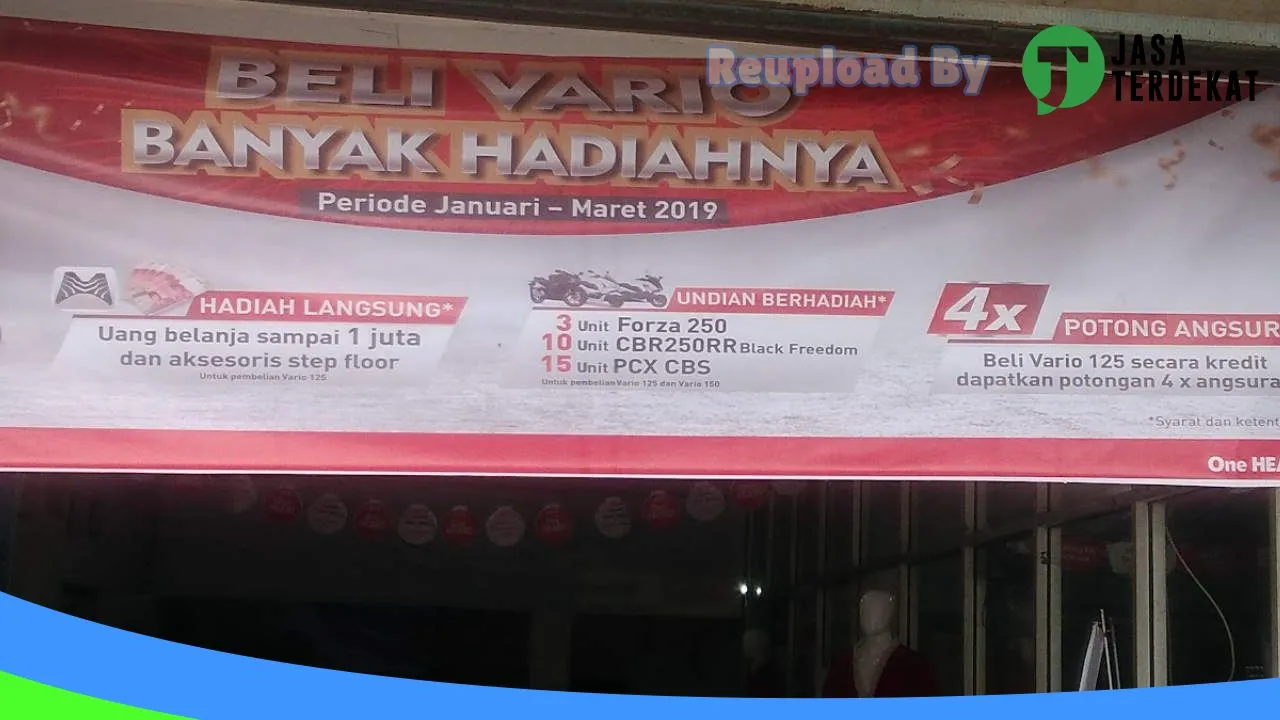 Reupload By
JASA
TERDEKAT
BELI VARIO
BANYAK HADIAHNYA
Periode Januari – Maret 2019
HADIAH LANGSUNG*
Uang belanja sampai 1 juta
dan aksesoris step floor
Untuk pembelian Vario 125
UNDIAN BERHADIAH*
3 Unit Forza 250
10 Unit CBR250RR Black Freedom
15 Unit PCX CBS
Untuk pembelian Vario 125 dan Vario 150
4x
POTONG ANGSUR
Beli Vario 125 secara kredit
dapatkan potongan 4 x angsura
*Syarat dan ketent
One HEA